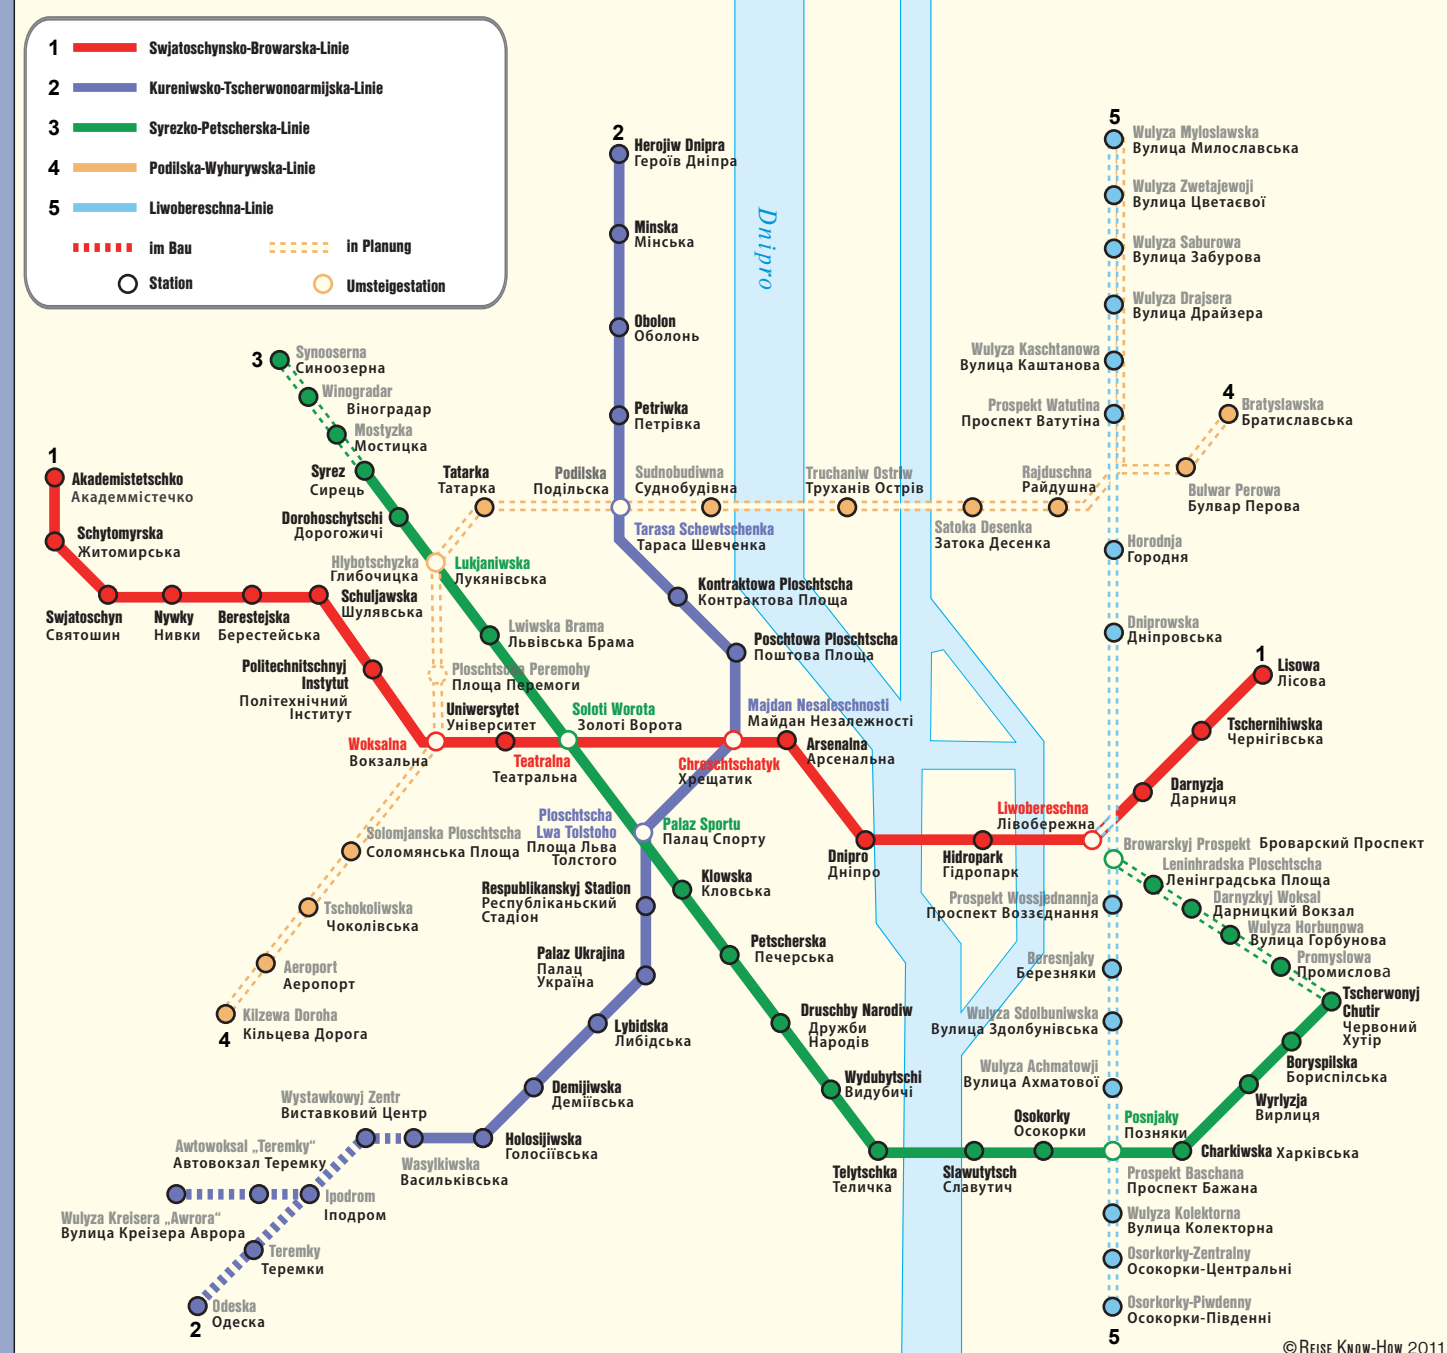 1 Swjatoschynsko-Browarska-Linie
2 Kureniwsko-Tscherwonoarmijska-Linie
3 Syrezko-Petscherska-Linie
4 Podilska-Wyhurywska-Linie
5 Liwobereschna-Linie
im Bau
in Planung
Station
Umsteigestation
Dnipro
2
Herojiw Dnipra
Героїв Дніпра
Minska
Мінська
Obolon
Оболонь
Petriwka
Петрівка
5
Wulyza Myloslawska
Вулица Милославська
Wulyza Zwetajewoji
Вулица Цветаєвої
Wulyza Saburowa
Вулица Забурова
Wulyza Drajsera
Вулица Драйзера
Wulyza Kaschtanowa
Вулица Каштанова
Prospekt Watutina
Проспект Ватутіна
4
Bratyslawska
Братиславська
Bulwar Perowa
Булвар Перова
3
Synooserna
Синоозерна
Winogradar
Віноградар
Mostyzka
Мостицка
Syrez
Сирець
Dorohoschytschi
Дорогожичі
Tatarka
Татарка
Podilska
Подільска
Sudnobudiwna
Суднобудівна
Truchaniw Ostriw
Труханів Острів
Rajduschna
Райдушна
Satoka Desenka
Затока Десенка
Tarasa Schewtschenka
Тараса Шевченка
Horodnja
Городня
1
Akademistetschko
Академмістечко
Schytomyrska
Житомирська
Swjatoschyn
Святошин
Nywky
Нивки
Berestejska
Берестейська
Schuljawska
Шулявська
Hlybotschyzka
Глибочицка
Lukjaniwska
Лукянівська
Kontraktowa Ploschtscha
Контрактова Площа
Lwiwska Brama
Львівська Брама
Poschtowa Ploschtscha
Поштова Площа
Dniprowska
Дніпровська
Politechnitschnyj
Instytut
Політехнічний
Інститут
Ploschtscha Peremohy
Площа Перемоги
1
Lisowa
Лісова
Uniwersytet
Університет
Soloti Worota
Золоті Ворота
Majdan Nesaleschnosti
Майдан Незалежності
Tschernihiwska
Чернігівська
Woksalna
Вокзальна
Teatralna
Театральна
Chreschtschatyk
Хрещатик
Arsenalna
Арсенальна
Darnyzja
Дарниця
Liwobereschna
Лівобережна
Ploschtscha
Lwa Tolstoho
Площа Льва
Толстого
Palaz Sportu
Палац Спорту
Solomjanska Ploschtscha
Соломянська Площа
Dnipro
Дніпро
Hidropark
Гідропарк
Browarskyj Prospekt Броварский Проспект
Leninhradska Ploschtscha
Ленінградська Площа
Darnyzkyj Woksal
Дарницкий Вокзал
Wulyza Horbunowa
Вулица Горбунова
Promyslowa
Промислова
Tscherwonyj
Chutir
Червоний
Хутір
Respublikanskyj Stadion
Республіканьский
Стадіон
Klowska
Кловська
Tschokoliwska
Чоколівська
Prospekt Wossjednannja
Проспект Воззєднання
Palaz Ukrajina
Палац
Україна
Petscherska
Печерська
Aeroport
Аеропорт
Beresnjaky
Березняки
Kilzewa Doroha
Кільцева Дорога
4
Lybidska
Либідська
Druschby Narodiw
Дружби
Народів
Wulyza Sdolbuniwska
Вулица Здолбунівська
Boryspilska
Бориспільська
Demijiwska
Деміївська
Wydubytschi
Видубичі
Wulyza Achmatowji
Вулица Ахматової
Wyrlyzja
Вирлиця
Wystawkowyj Zentr
Виставковий Центр
Holosijiwska
Голосіївська
Osokorky
Осокорки
Posnjaky
Позняки
Charkiwska Харківська
Awtowoksal „Teremky“
Автовокзал Теремку
Wasylkiwska
Васильківська
Telytschka
Теличка
Slawutytsch
Славутич
Prospekt Baschana
Проспект Бажана
Ipodrom
Іподром
Wulyza Kreisera „Awrora“
Вулица Креізера Аврора
Wulyza Kolektorna
Вулица Колекторна
Teremky
Теремки
Osorkorky-Zentralny
Осокорки-Центральні
Odeska
Одеска
2
Osorkorky-Piwdenny
Осокорки-Південні
5
© Reise Know-How 2011